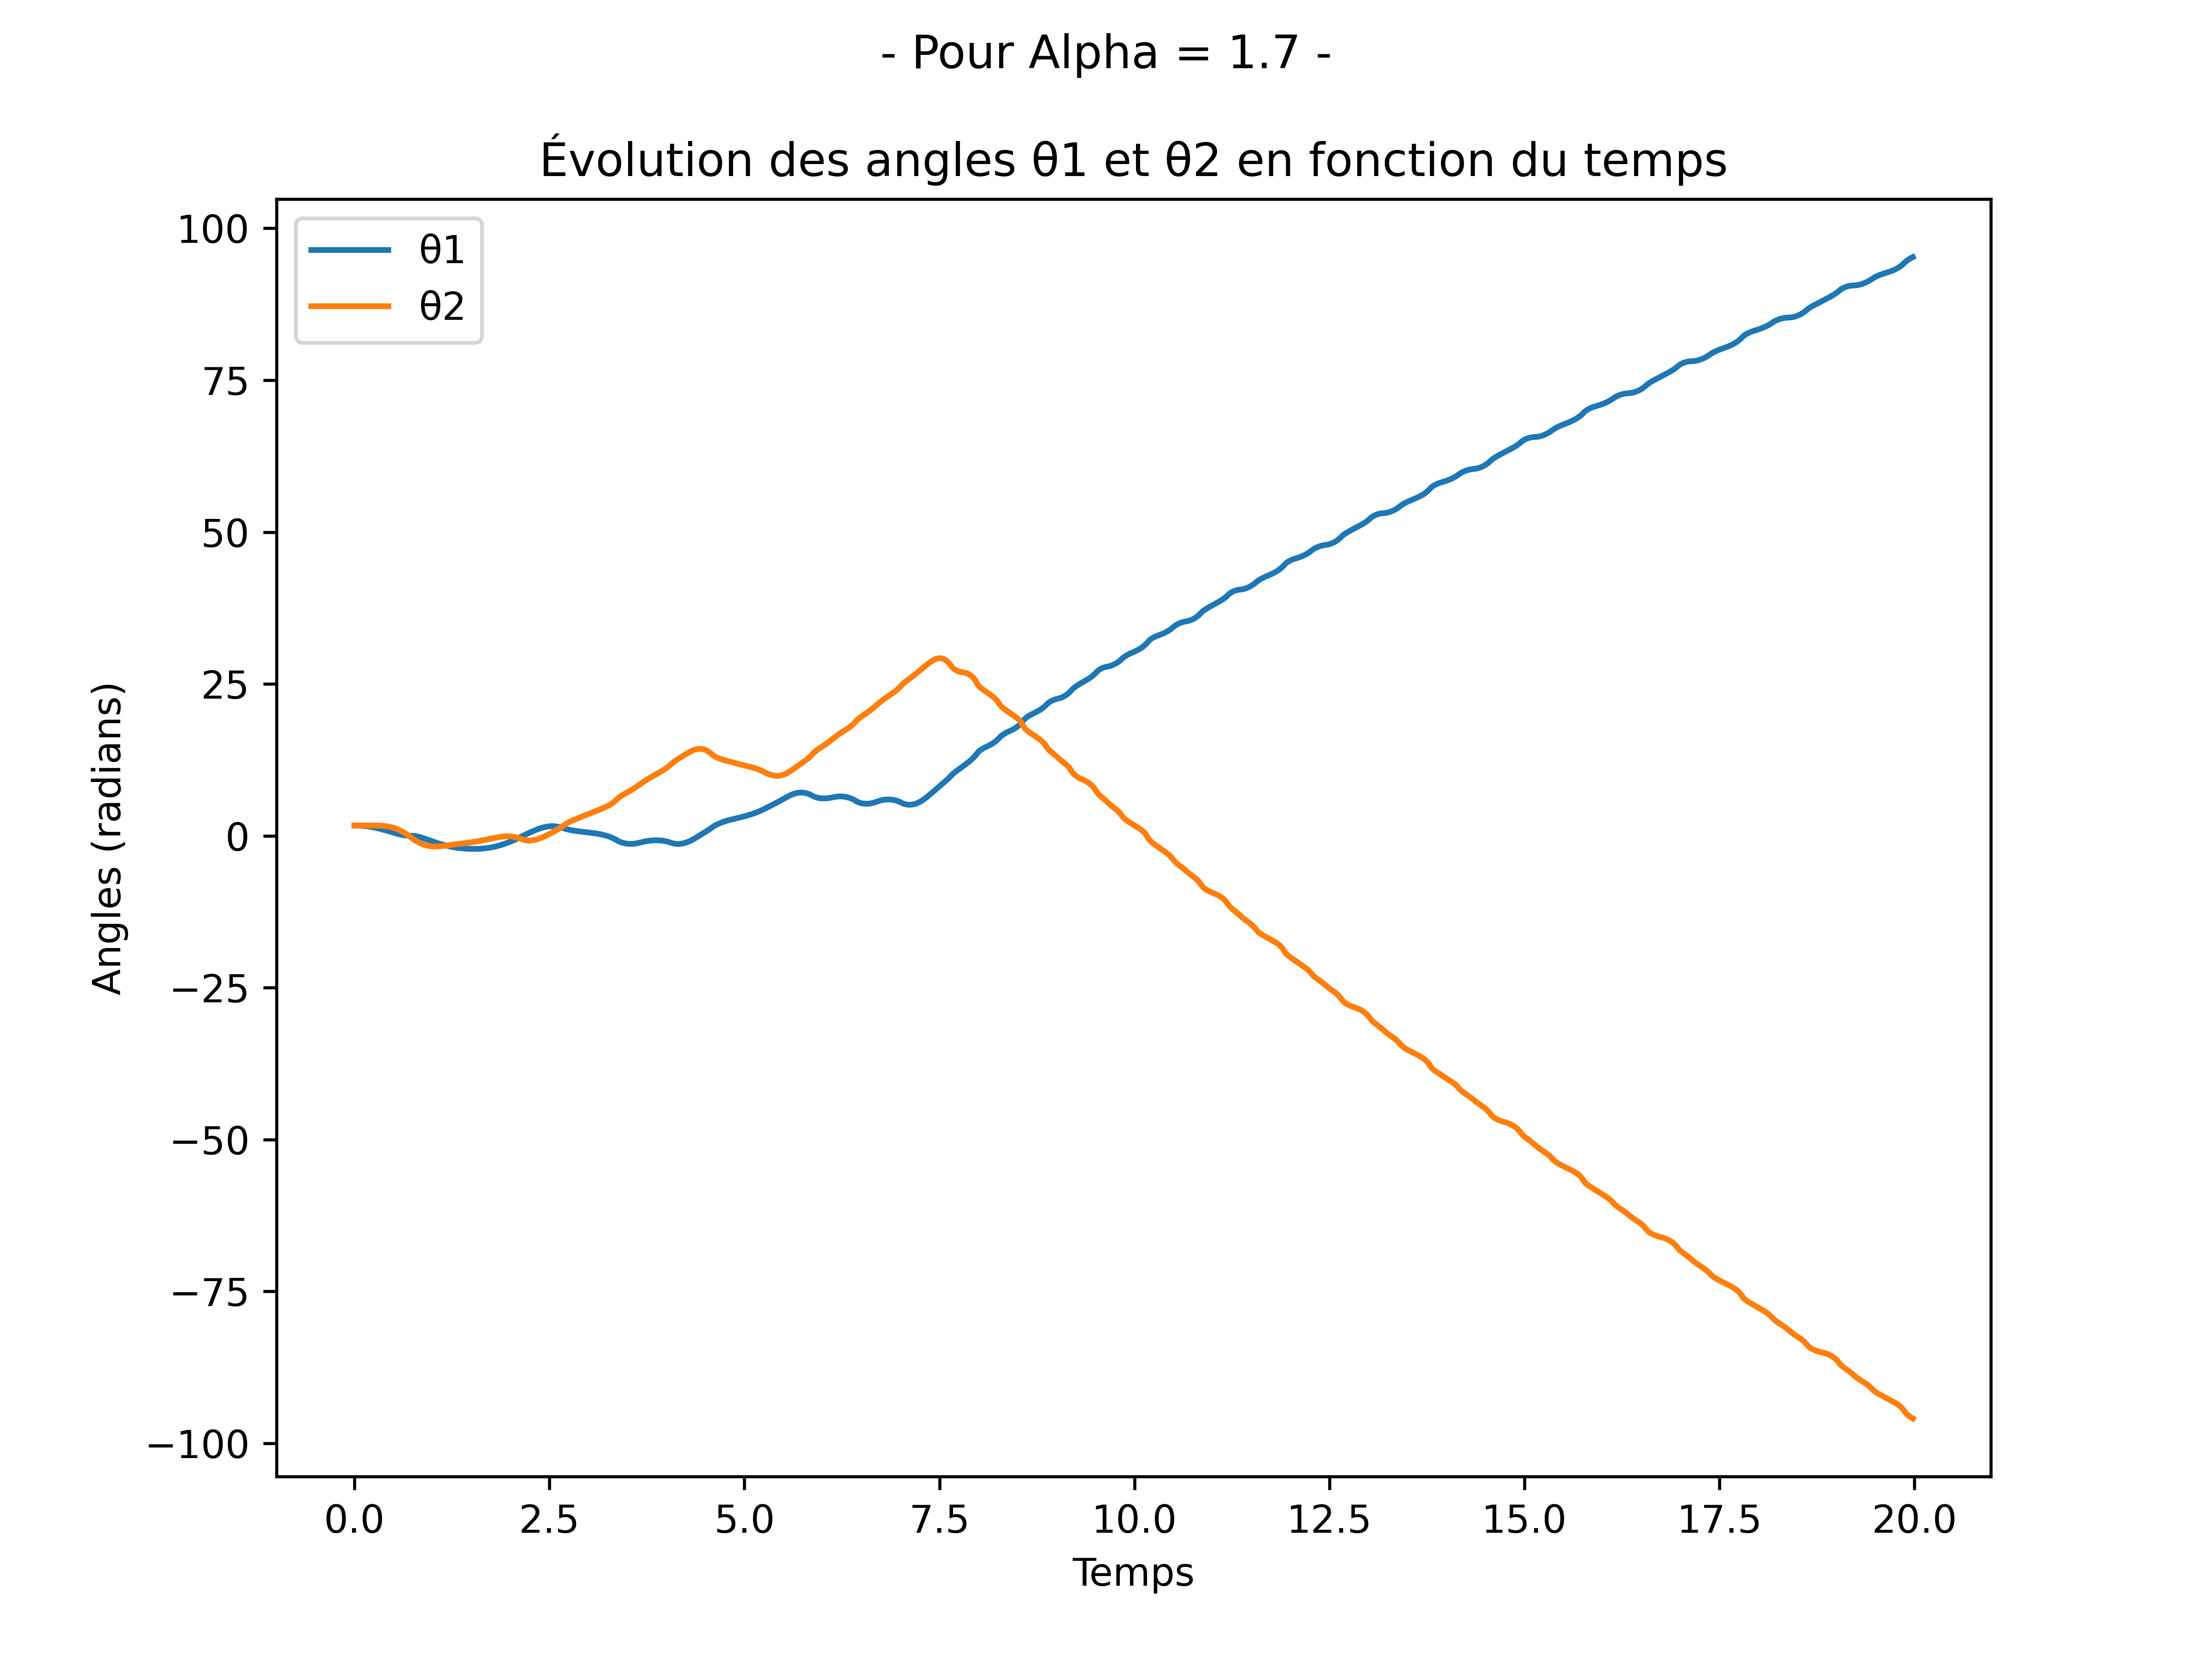 - Pour Alpha = 1.7 -
Évolution des angles θ1 et θ2 en fonction du temps
θ1
θ2
100
75
50
25
0
−25
−50
−75
−100
Angles (radians)
0.0 2.5 5.0 7.5 10.0 12.5 15.0 17.5 20.0
Temps